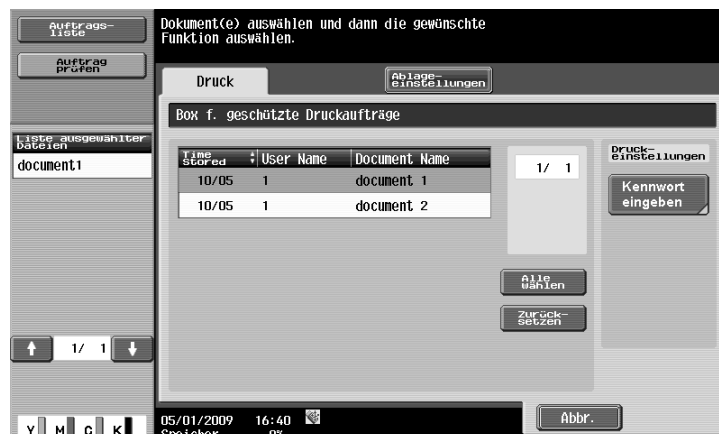 Auftrags-
liste
Auftrag
prüfen
Liste ausgewählter
Dateien
document1
1/ 1
Y M C K
Dokument(e) auswählen und dann die gewünschte
Funktion auswählen.
Druck
Ablage-
einstellungen
Box f. geschützte Druckaufträge
Time
stored User Name Document Name
10/05 1 document 1
10/05 1 document 2
1/ 1
Alle
wählen
Zurück-
setzen
Druck-
einstellungen
Kennwort
eingeben
05/01/2009 16:40
Speicher 0%
Abbr.